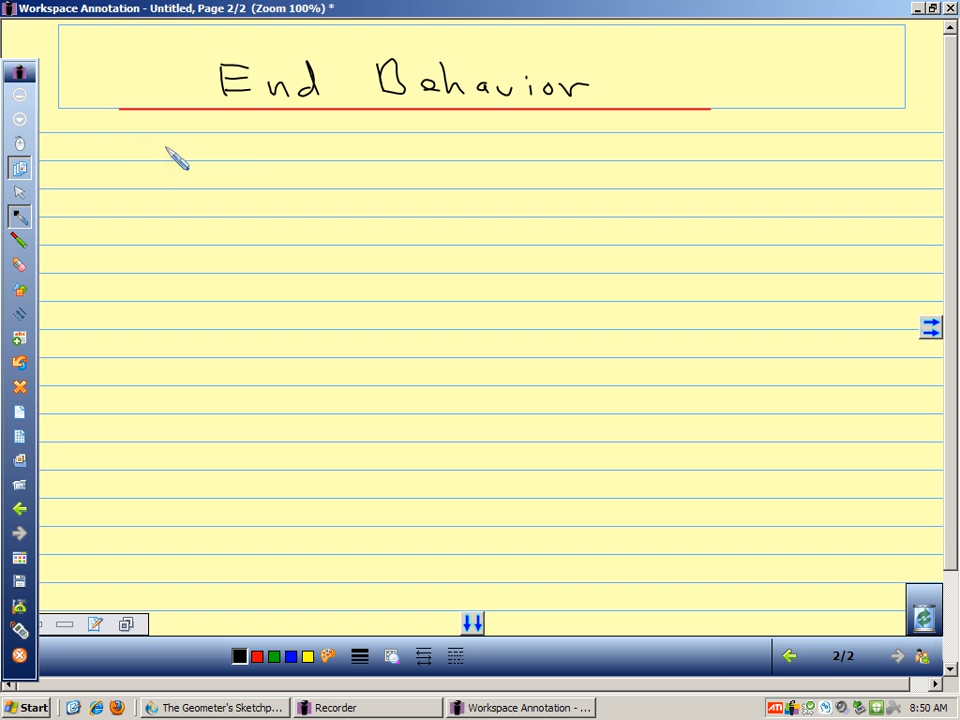 Workspace Annotation - Untitled, Page 2/2 (Zoom 100%) *
End Behavior
2/2
Start
The Geometer's Sketchp...
Recorder
Workspace Annotation - ...
ATI
8:50 AM